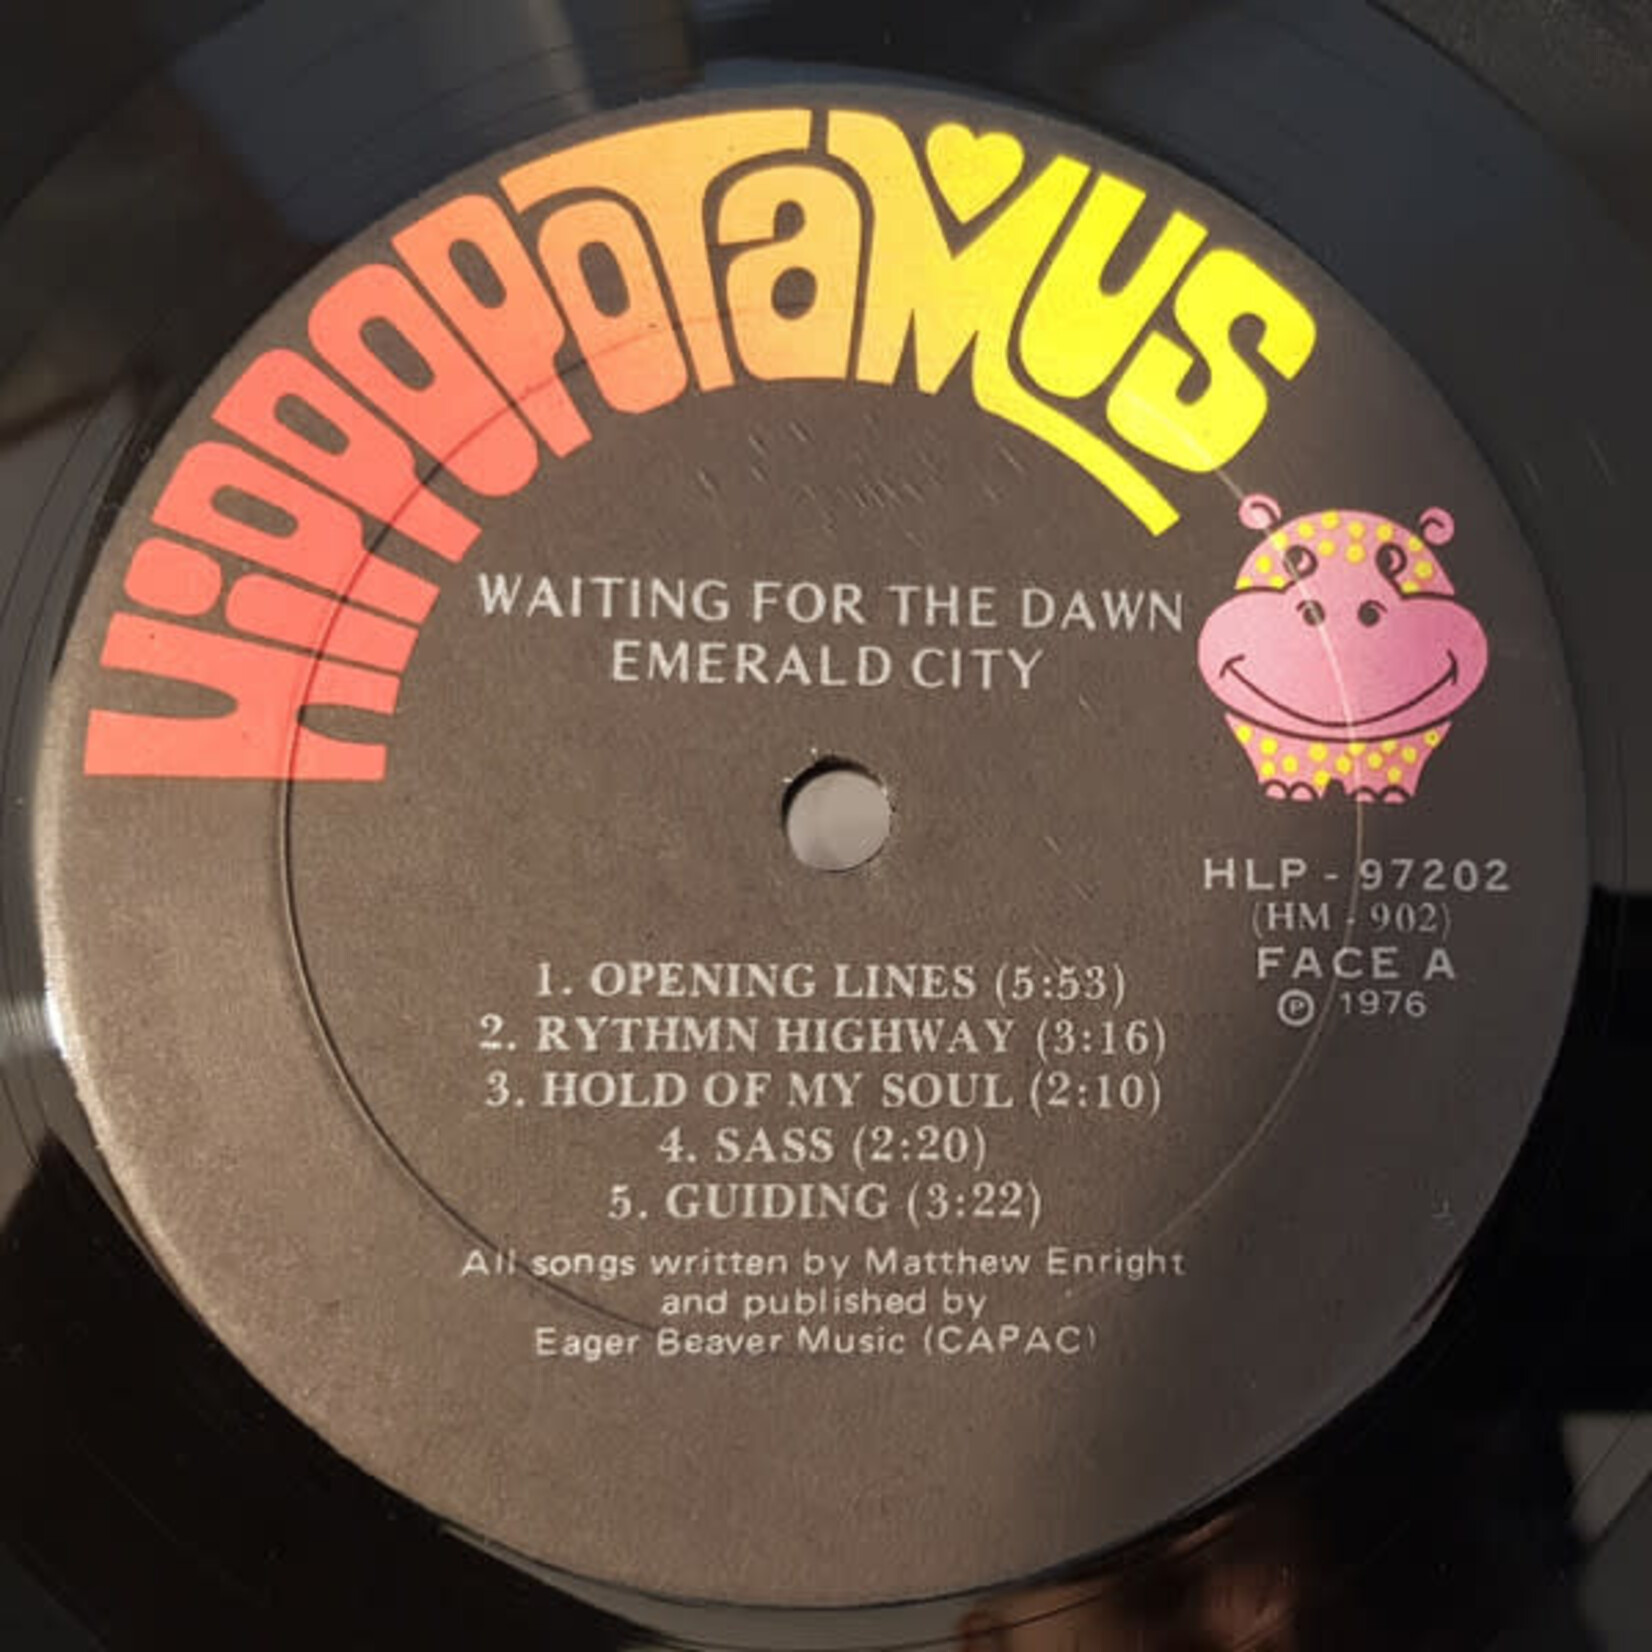 HIPPOPOTAMUS
WAITING FOR THE DAWN
EMERALD CITY
HLP - 97202
(HM - 902)
FACE A
Ⓟ 1976
1. OPENING LINES (5:53)
2. RYTHMN HIGHWAY (3:16)
3. HOLD OF MY SOUL (2:10)
4. SASS (2:20)
5. GUIDING (3:22)
All songs written by Matthew Enright
and published by
Eager Beaver Music (CAPAC)